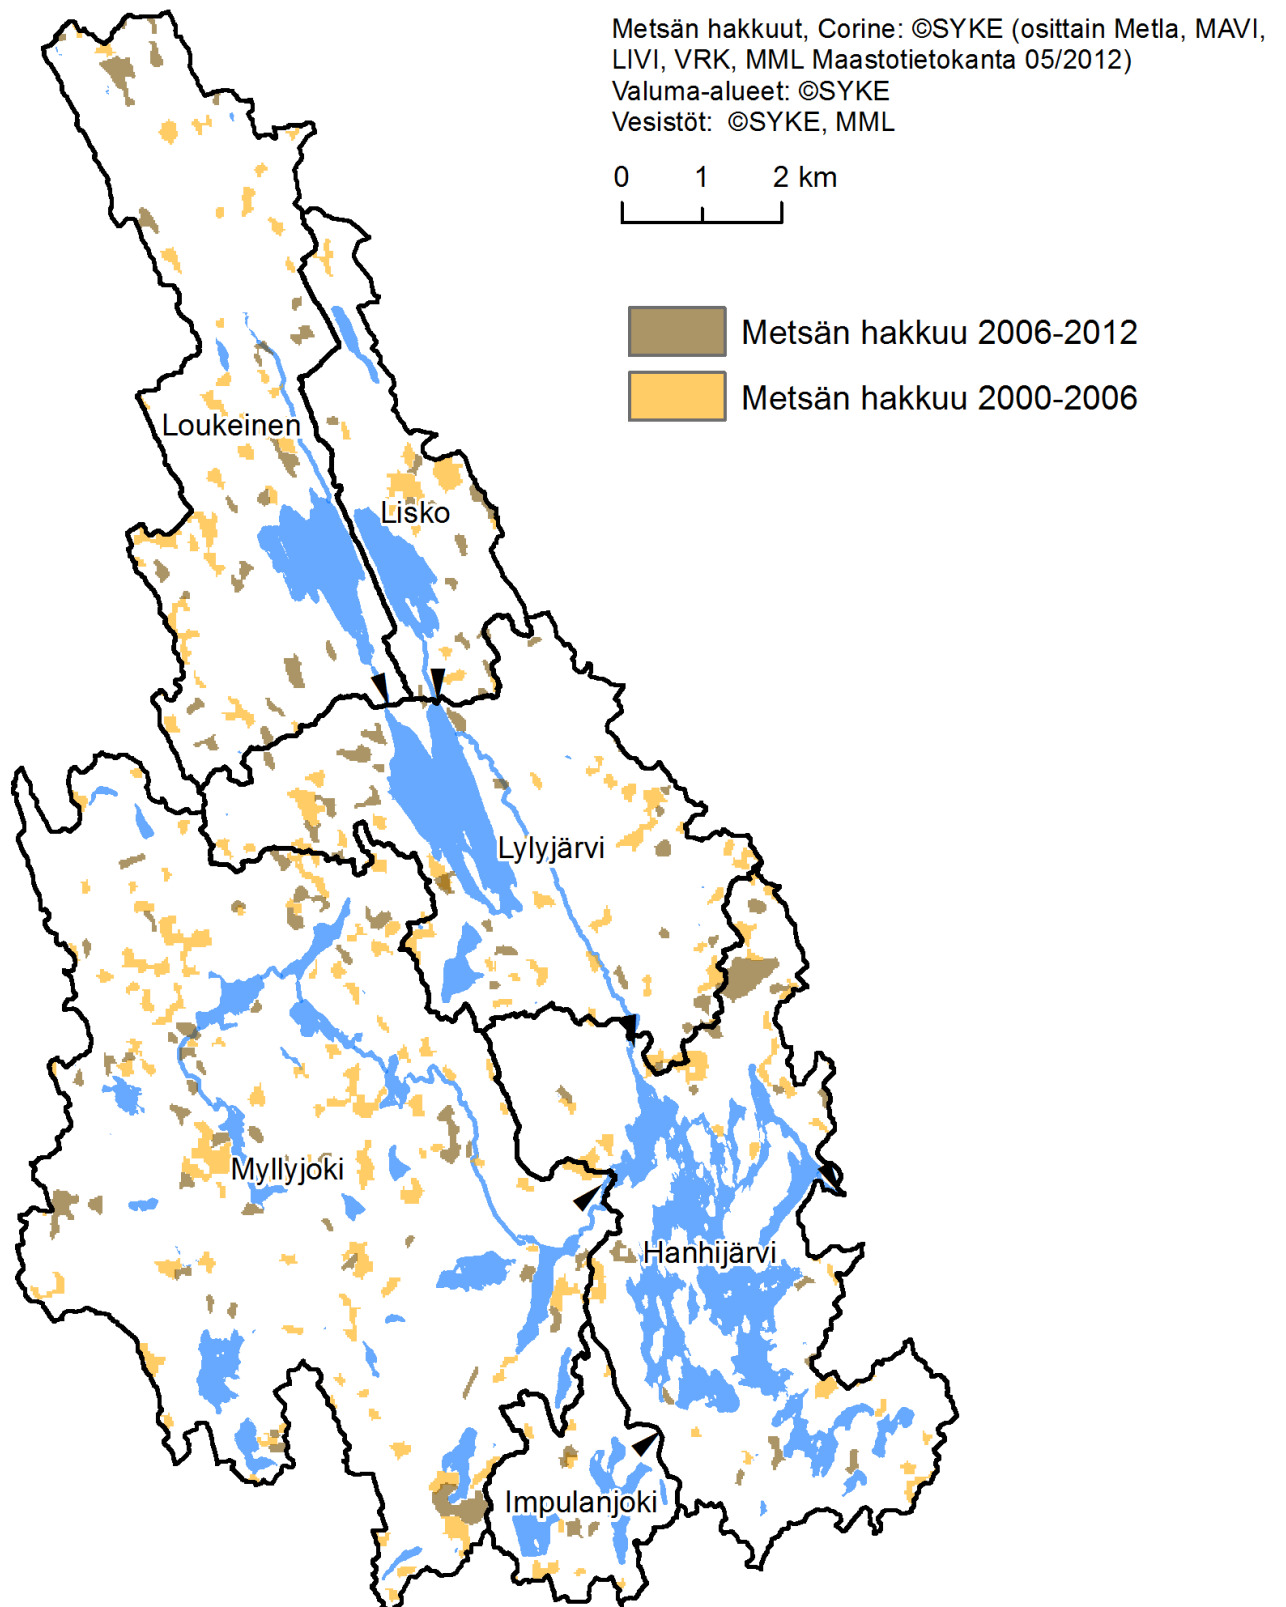 Metsän hakkuut, Corine: ©SYKE (osittain Metla, MAVI,
LIVI, VRK, MML Maastotietokanta 05/2012)
Valuma-alueet: ©SYKE
Vesistöt: ©SYKE, MML
0 1 2 km
Metsän hakkuu 2006-2012
Metsän hakkuu 2000-2006
Loukeinen
Lisko
Lylyjärvi
Myllyjoki
Hanhijärvi
Impulanjoki